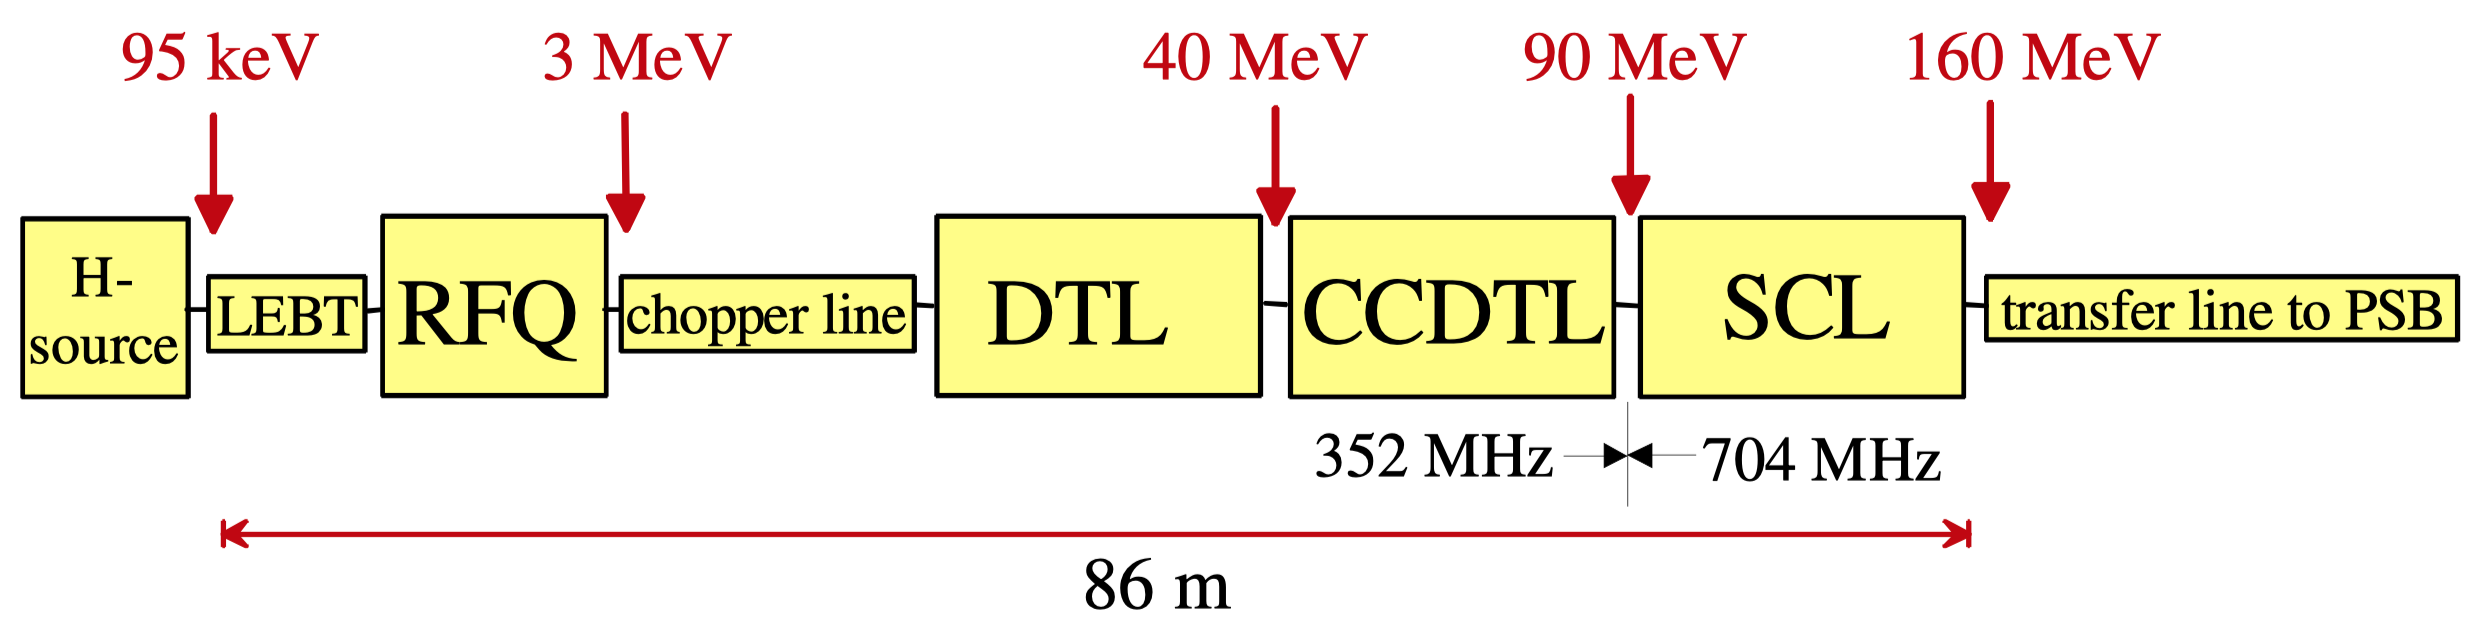 95 keV
3 MeV
40 MeV
90 MeV
160 MeV
H-
source
LEBT
RFQ
chopper line
DTL
CCDTL
SCL
transfer line to PSB
352 MHz
704 MHz
86 m